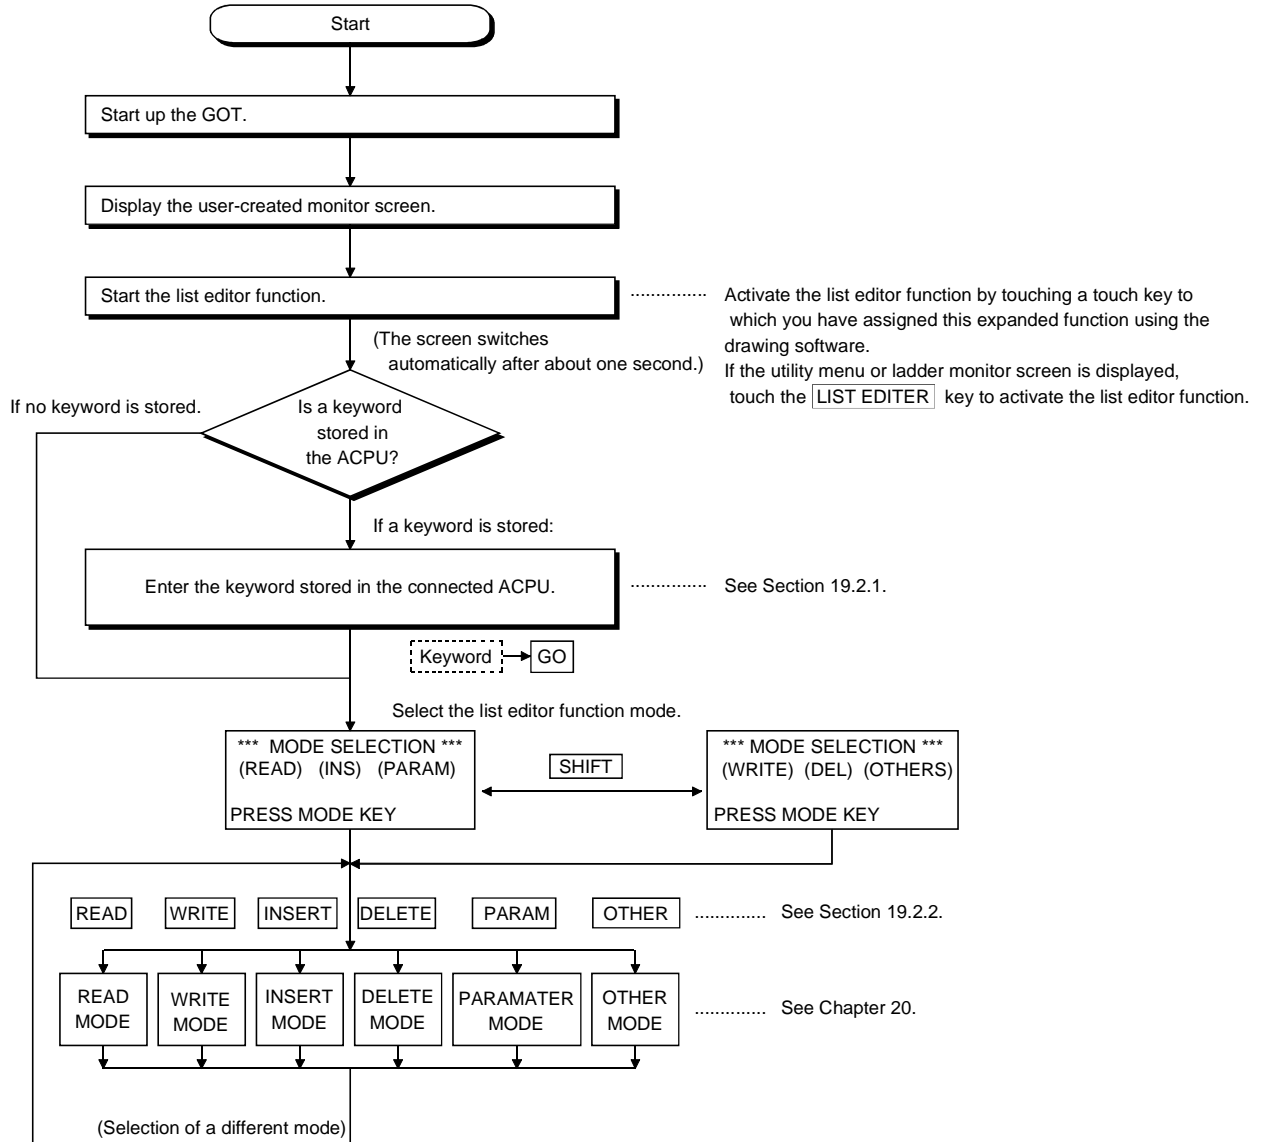 Start
Start up the GOT.
Display the user-created monitor screen.
Start the list editor function.
............... Activate the list editor function by touching a touch key to
which you have assigned this expanded function using the
drawing software.
If the utility menu or ladder monitor screen is displayed,
touch the LIST EDITER key to activate the list editor function.
(The screen switches
automatically after about one second.)
If no keyword is stored.
Is a keyword
stored in
the ACPU?
If a keyword is stored:
Enter the keyword stored in the connected ACPU.
............... See Section 19.2.1.
Keyword GO
Select the list editor function mode.
*** MODE SELECTION ***
(READ) (INS) (PARAM)
PRESS MODE KEY
SHIFT
*** MODE SELECTION ***
(WRITE) (DEL) (OTHERS)
PRESS MODE KEY
READ WRITE INSERT DELETE PARAM OTHER .............. See Section 19.2.2.
READ
MODE
WRITE
MODE
INSERT
MODE
DELETE
MODE
PARAMATER
MODE
OTHER
MODE
.............. See Chapter 20.
(Selection of a different mode)